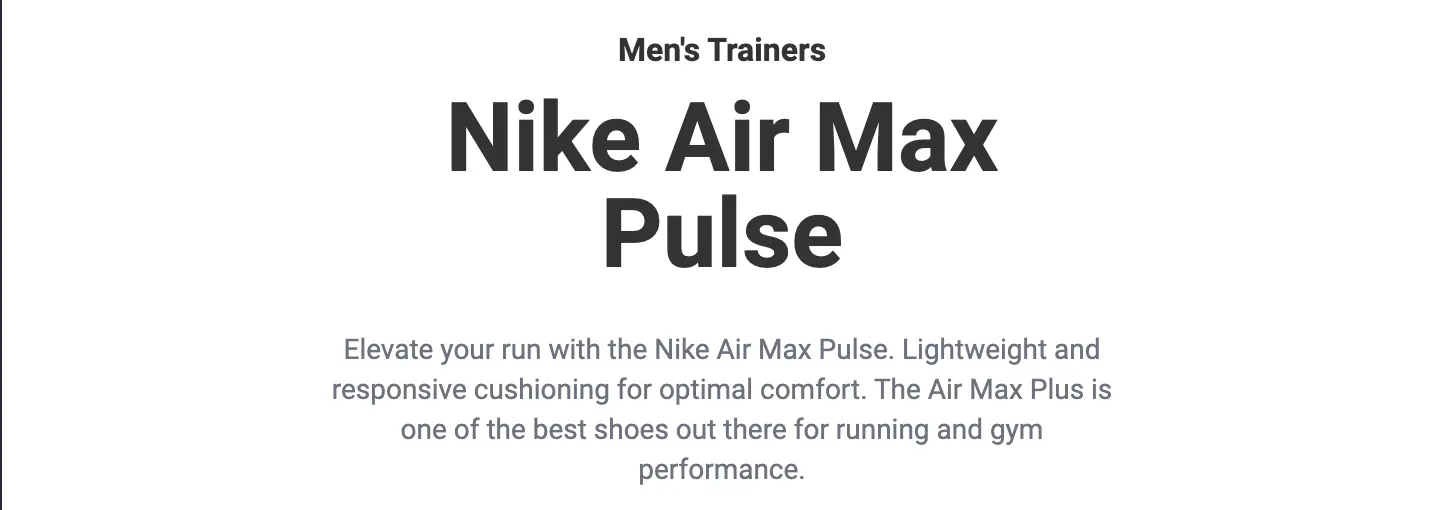 Men's Trainers
Nike Air Max
Pulse
Elevate your run with the Nike Air Max Pulse. Lightweight and
responsive cushioning for optimal comfort. The Air Max Plus is
one of the best shoes out there for running and gym
performance.